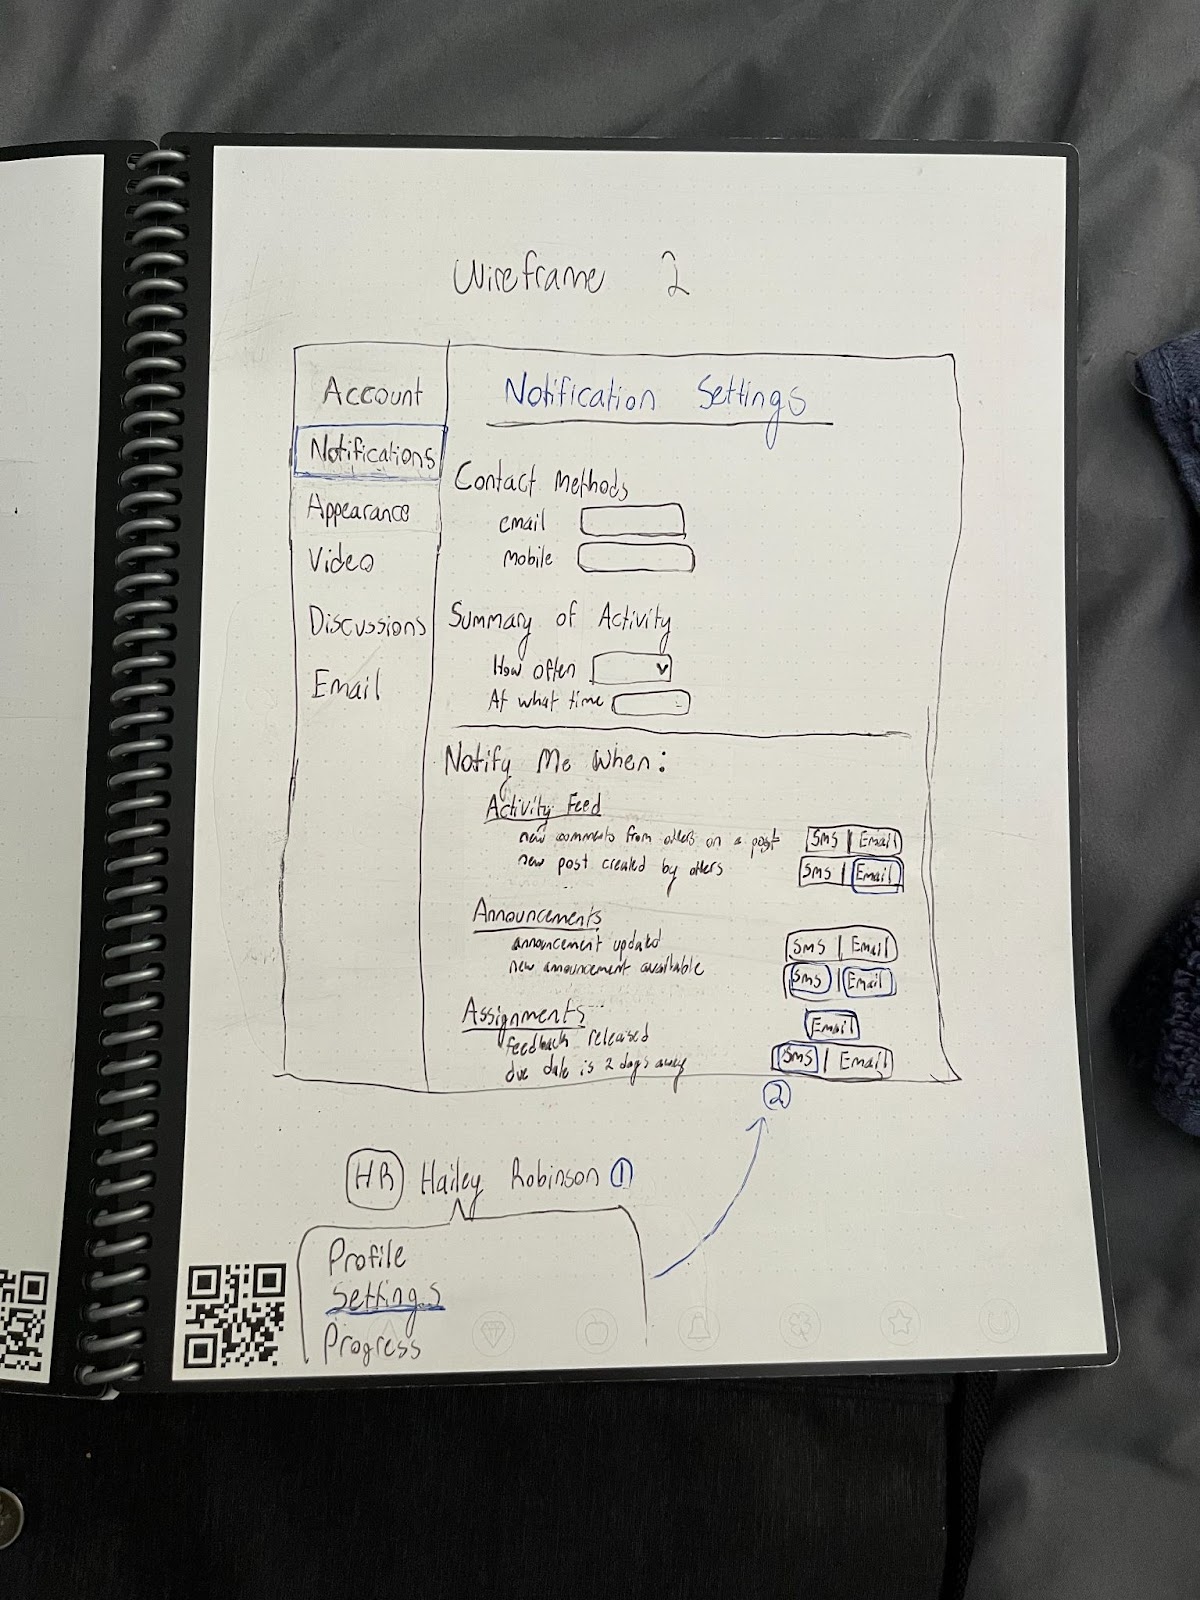 Wireframe 2
Account
Notifications
Appearance
Video
Discussions
Email
Notification Settings
Contact Methods
email
mobile
Summary of Activity
How often
At what time
Notify Me When:
Activity Feed
new comments from others on a post SMS | Email
new post created by others SMS | Email
Announcements
announcement updated SMS | Email
new announcement available SMS | Email
Assignments
feedback released Email
due date is 2 days away SMS | Email
2
HR Hailey Robinson 1
Profile
Settings
Progress